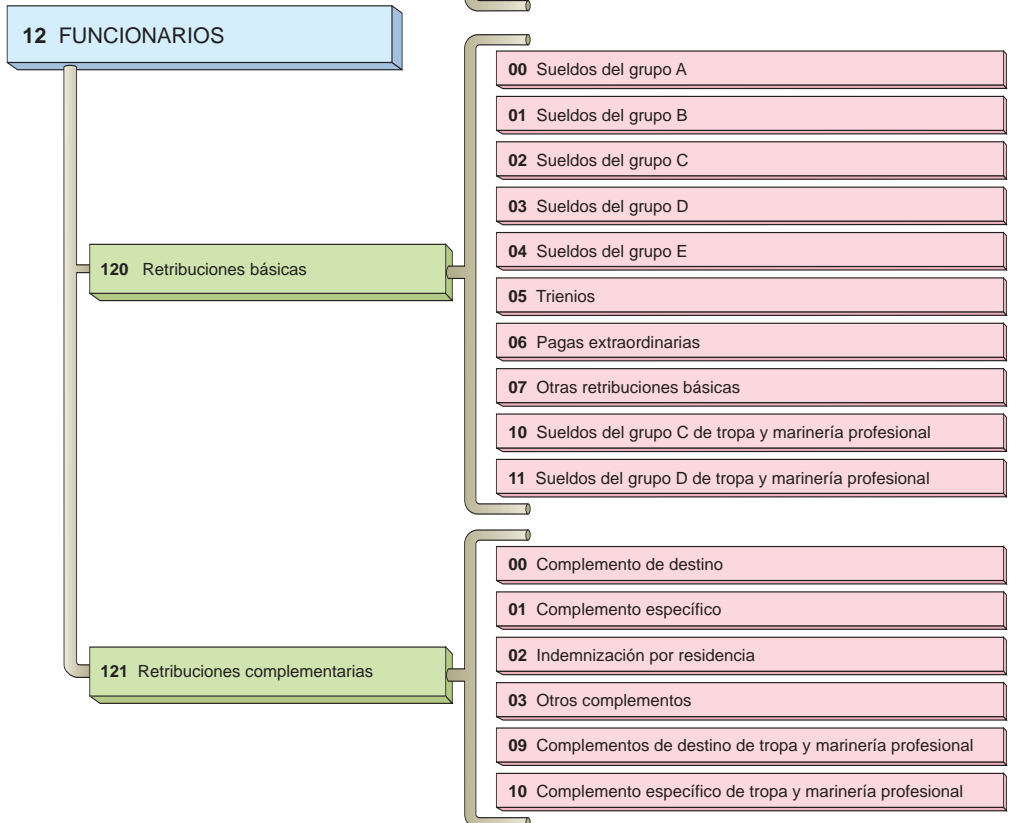 12 FUNCIONARIOS
120 Retribuciones básicas
00 Sueldos del grupo A
01 Sueldos del grupo B
02 Sueldos del grupo C
03 Sueldos del grupo D
04 Sueldos del grupo E
05 Trienios
06 Pagas extraordinarias
07 Otras retribuciones básicas
10 Sueldos del grupo C de tropa y marinería profesional
11 Sueldos del grupo D de tropa y marinería profesional
121 Retribuciones complementarias
00 Complemento de destino
01 Complemento específico
02 Indemnización por residencia
03 Otros complementos
09 Complementos de destino de tropa y marinería profesional
10 Complemento específico de tropa y marinería profesional